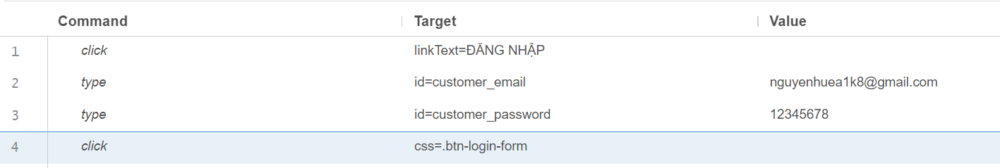 Command Target Value
1 click linkText=ĐĂNG NHẬP
2 type id=customer_email nguyenhuea1k8@gmail.com
3 type id=customer_password 12345678
4 click css=.btn-login-form